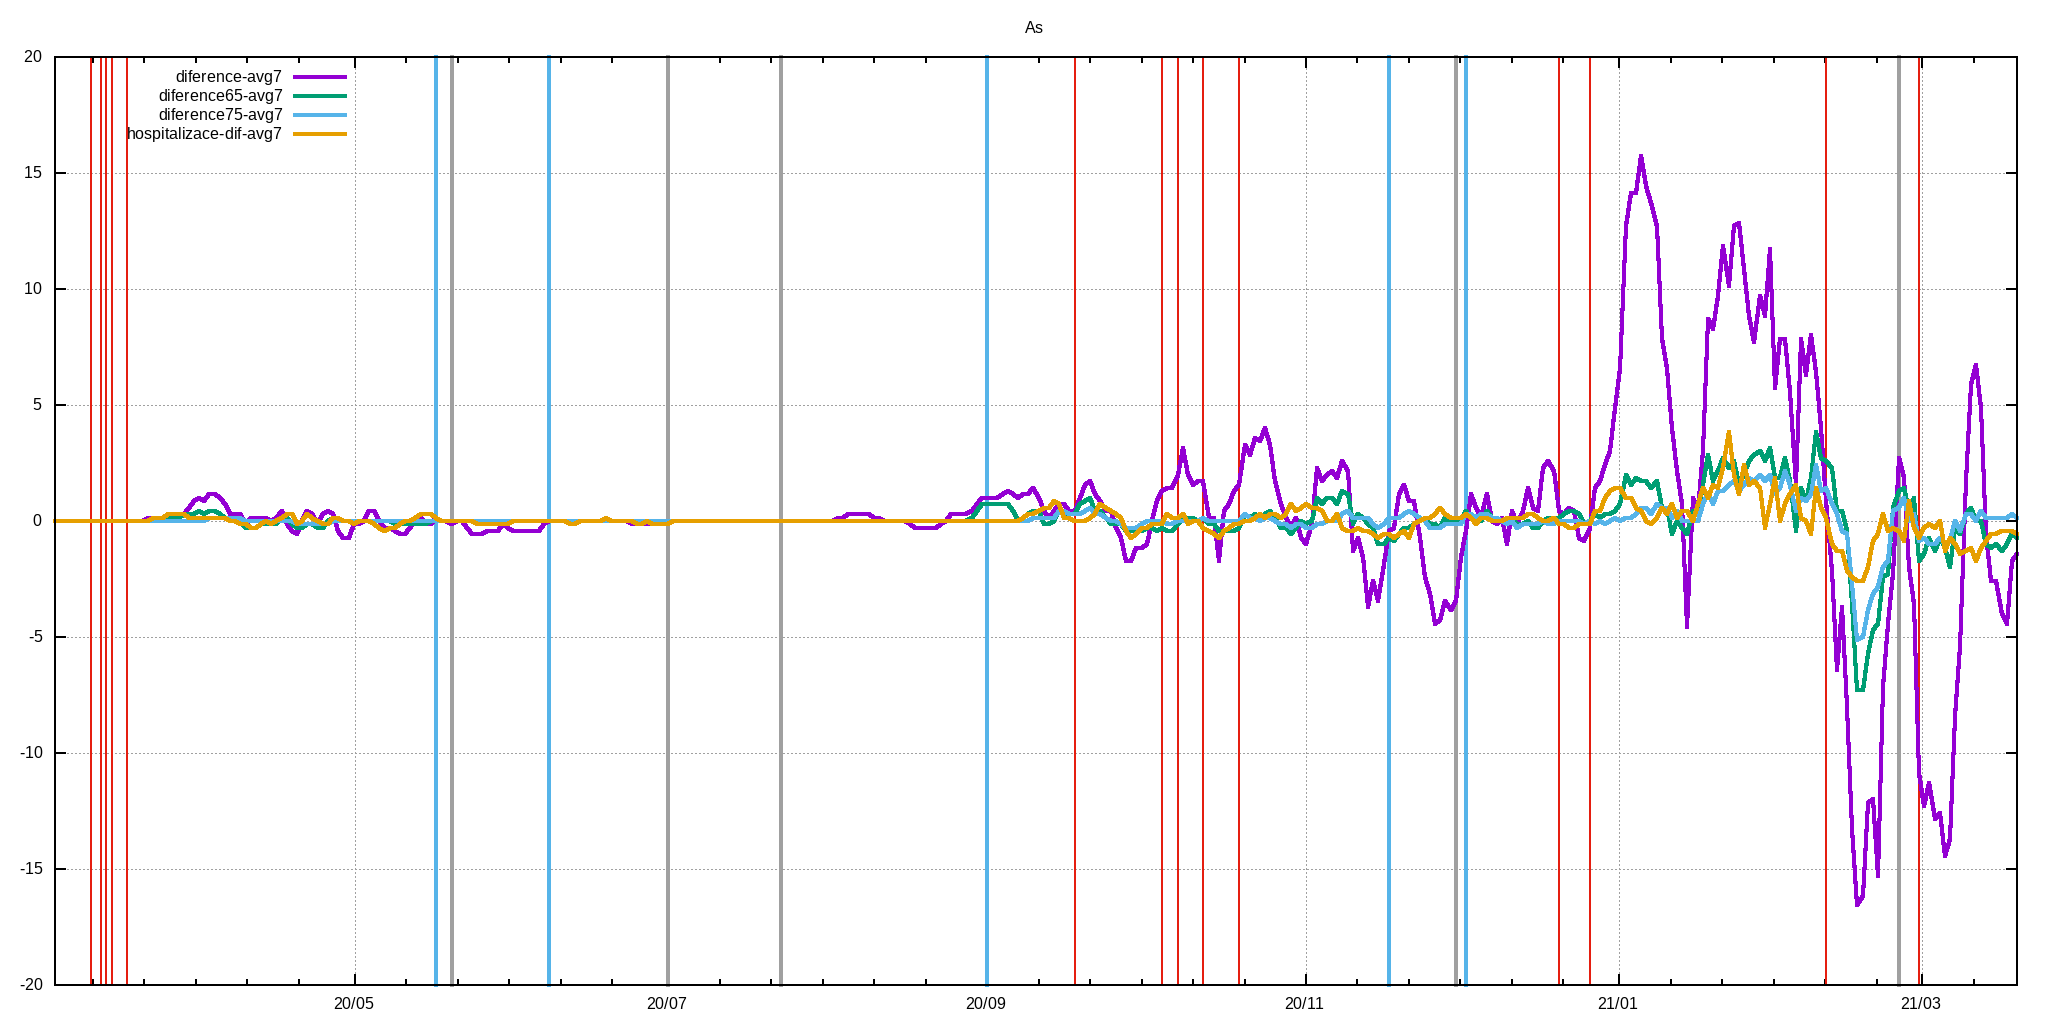 As
20
diference-avg7
diference65-avg7
diference75-avg7
hospitalizace-dif-avg7
15
10
5
0
-5
-10
-15
-20
20/05 20/07 20/09 20/11 21/01 21/03